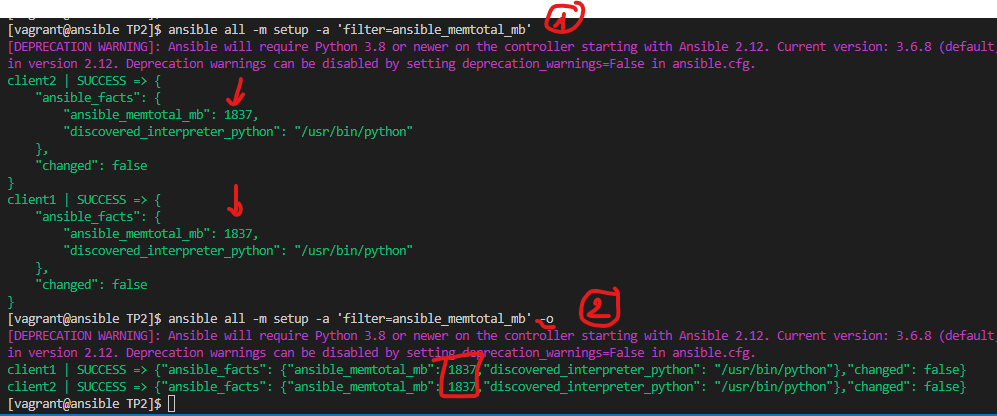 [vagrant@ansible TP2]$ ansible all -m setup -a 'filter=ansible_memtotal_mb' 1
[DEPRECATION WARNING]: Ansible will require Python 3.8 or newer on the controller starting with Ansible 2.12. Current version: 3.6.8 (default,
in version 2.12. Deprecation warnings can be disabled by setting deprecation_warnings=False in ansible.cfg.
client2 | SUCCESS => {
    "ansible_facts": {
        "ansible_memtotal_mb": 1837,
        "discovered_interpreter_python": "/usr/bin/python"
    },
    "changed": false
}
client1 | SUCCESS => {
    "ansible_facts": {
        "ansible_memtotal_mb": 1837,
        "discovered_interpreter_python": "/usr/bin/python"
    },
    "changed": false
}
[vagrant@ansible TP2]$ ansible all -m setup -a 'filter=ansible_memtotal_mb' -o 2
[DEPRECATION WARNING]: Ansible will require Python 3.8 or newer on the controller starting with Ansible 2.12. Current version: 3.6.8 (default,
in version 2.12. Deprecation warnings can be disabled by setting deprecation_warnings=False in ansible.cfg.
client1 | SUCCESS => {"ansible_facts": {"ansible_memtotal_mb": 1837,"discovered_interpreter_python": "/usr/bin/python"},"changed": false}
client2 | SUCCESS => {"ansible_facts": {"ansible_memtotal_mb": 1837,"discovered_interpreter_python": "/usr/bin/python"},"changed": false}
[vagrant@ansible TP2]$